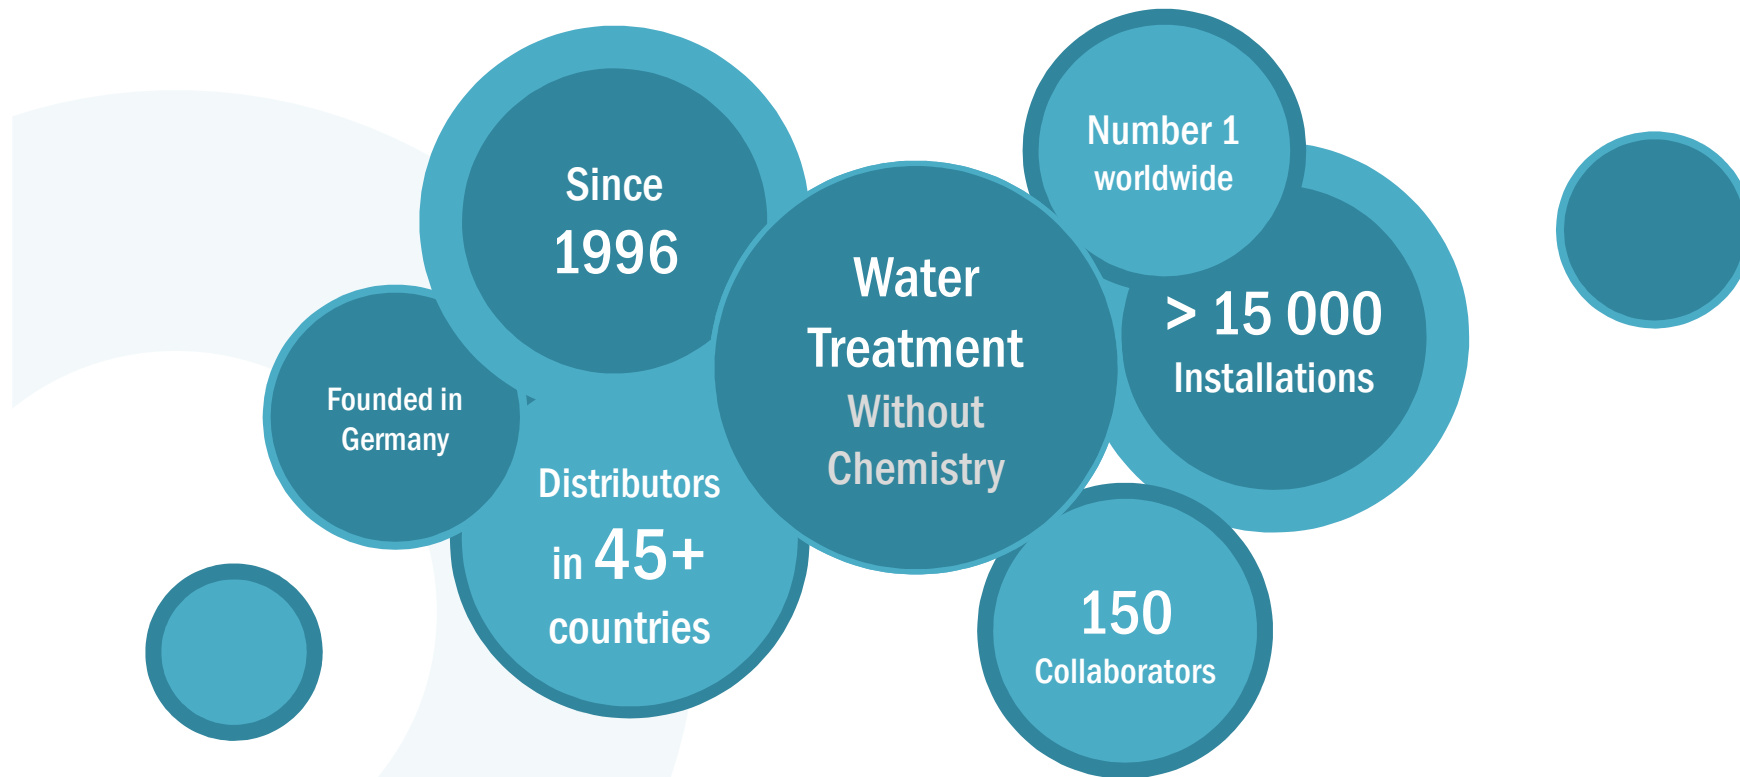 Since
1996
Founded in
Germany
Distributors
in 45+
countries
Water
Treatment
Without
Chemistry
Number 1
worldwide
> 15 000
Installations
150
Collaborators